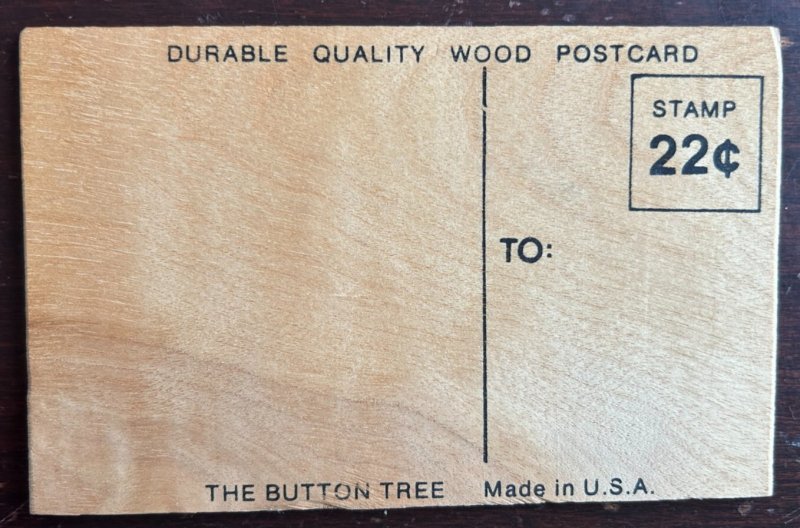 DURABLE QUALITY WOOD POSTCARD
STAMP
22¢
TO:
THE BUTTON TREE Made in U.S.A.